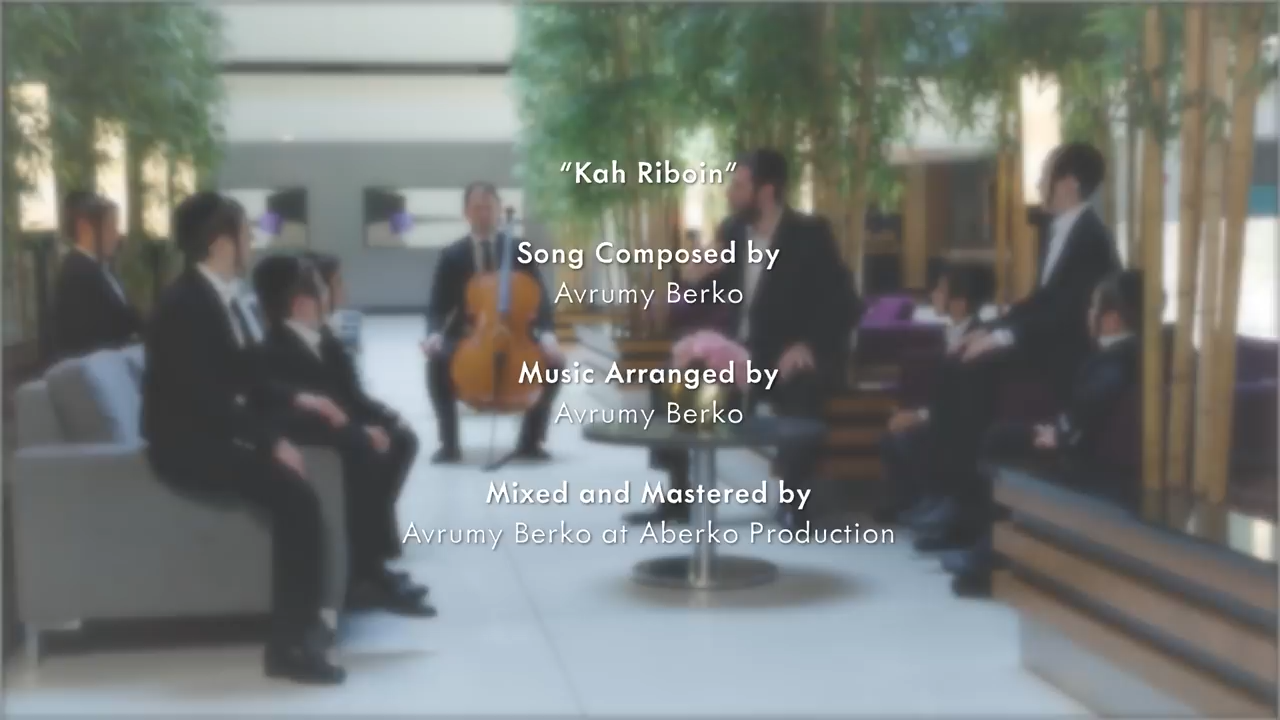 “Kah Riboin”
Song Composed by
Avrumy Berko
Music Arranged by
Avrumy Berko
Mixed and Mastered by
Avrumy Berko at Aberko Production